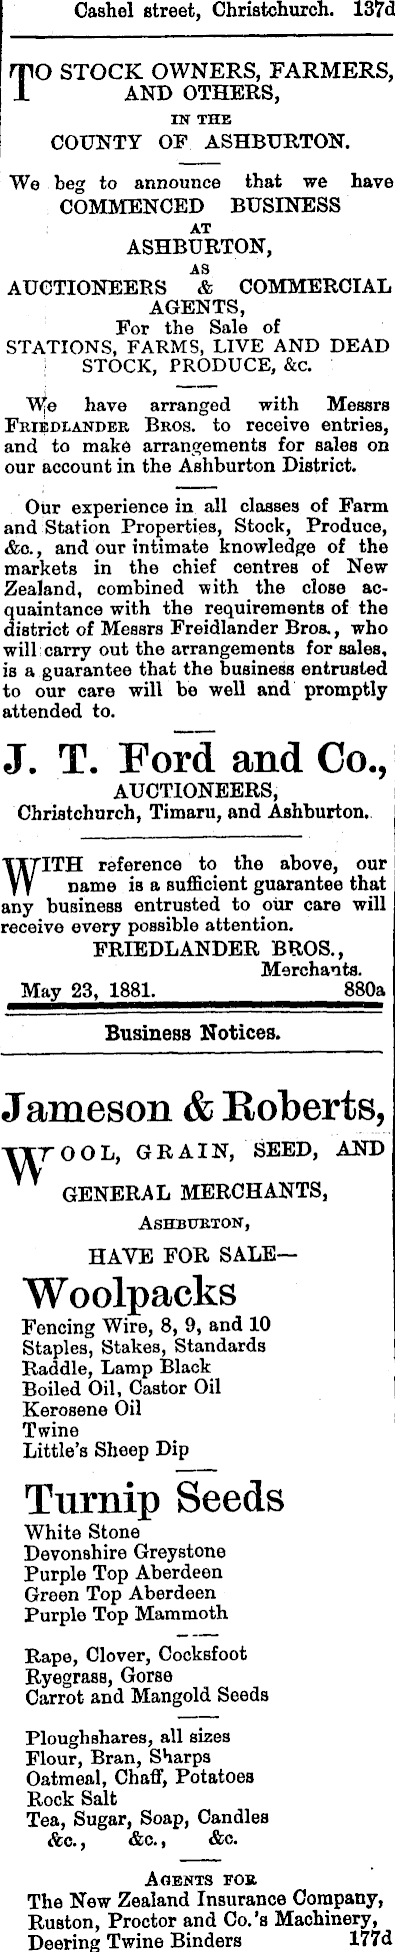 Cashel street, Christchurch. 137d
TO STOCK OWNERS, FARMERS,
AND OTHERS,
IN THE
COUNTY OF ASHBURTON.
We beg to announce that we have
COMMENCED BUSINESS
AT
ASHBURTON,
AS
AUCTIONEERS & COMMERCIAL
AGENTS,
For the Sale of
STATIONS, FARMS, LIVE AND DEAD
STOCK, PRODUCE, &c.
We have arranged with Messrs
FRIEDLANDER BROS. to receive entries,
and to make arrangements for sales on
our account in the Ashburton District.
Our experience in all classes of Farm
and Station Properties, Stock, Produce,
&c., and our intimate knowledge of the
markets in the chief centres of New
Zealand, combined with the close ac-
quaintance with the requirements of the
district of Messrs Freidlander Bros., who
will carry out the arrangements for sales,
is a guarantee that the business entrusted
to our care will be well and promptly
attended to.
J. T. Ford and Co.,
AUCTIONEERS,
Christchurch, Timaru, and Ashburton.
WITH reference to the above, our
name is a sufficient guarantee that
any business entrusted to our care will
receive every possible attention.
FRIEDLANDER BROS.,
Merchants.
May 23, 1881. 880a
Business Notices.
Jameson & Roberts,
WOOL, GRAIN, SEED, AND
GENERAL MERCHANTS,
ASHBURTON,
HAVE FOR SALE—
Woolpacks
Fencing Wire, 8, 9, and 10
Staples, Stakes, Standards
Raddle, Lamp Black
Boiled Oil, Castor Oil
Kerosene Oil
Twine
Little's Sheep Dip
Turnip Seeds
White Stone
Devonshire Greystone
Purple Top Aberdeen
Green Top Aberdeen
Purple Top Mammoth
Rape, Clover, Cocksfoot
Ryegrass, Gorse
Carrot and Mangold Seeds
Ploughshares, all sizes
Flour, Bran, Sharps
Oatmeal, Chaff, Potatoes
Rock Salt
Tea, Sugar, Soap, Candles
&c., &c., &c.
AGENTS FOR
The New Zealand Insurance Company,
Ruston, Proctor and Co.'s Machinery,
Deering Twine Binders 177d